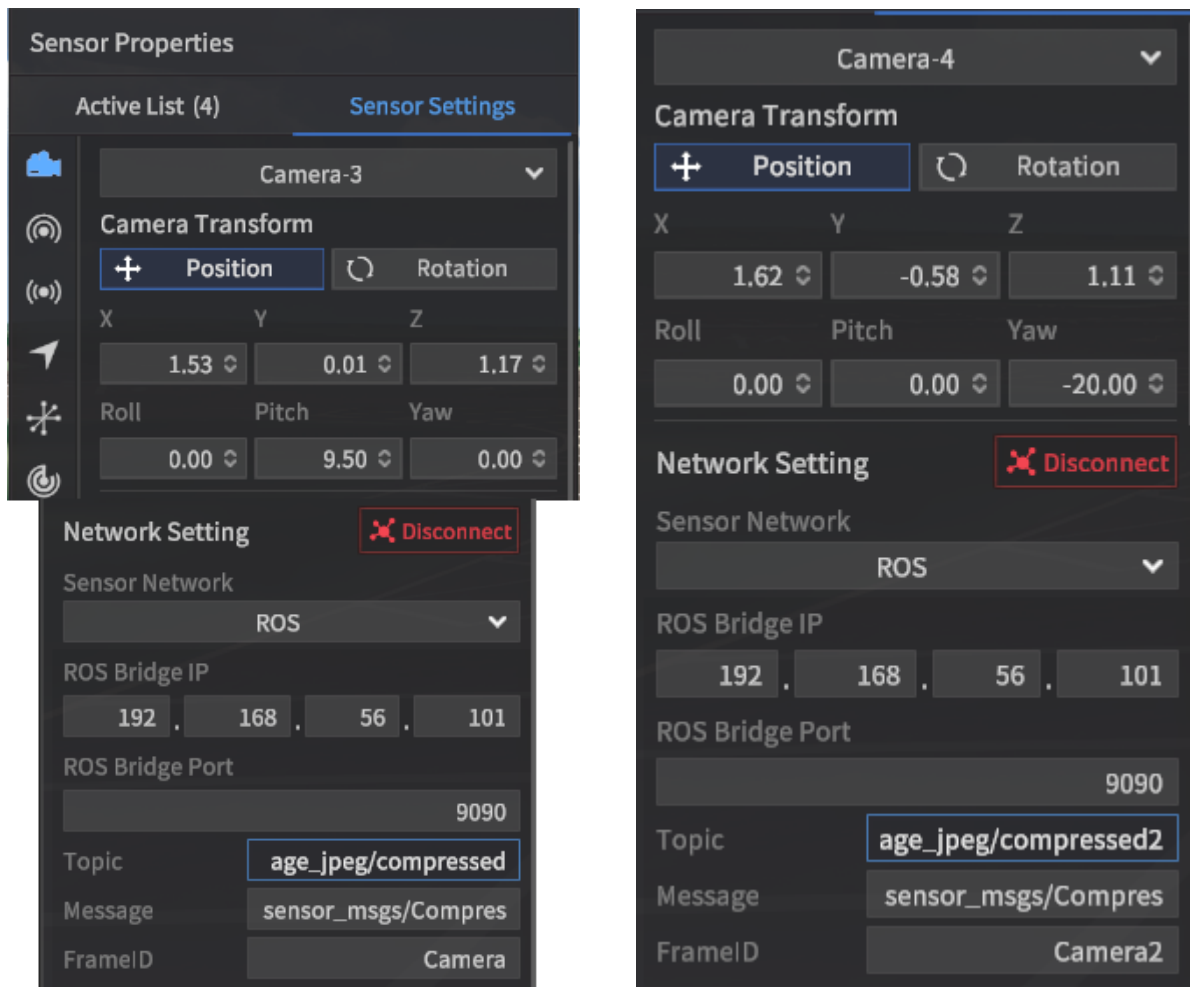 Sensor Properties
Active List (4) Sensor Settings
Camera-3
Camera Transform
Position Rotation
X Y Z
1.53 0.01 1.17
Roll Pitch Yaw
0.00 9.50 0.00
Network Setting Disconnect
Sensor Network
ROS
ROS Bridge IP
192 . 168 . 56 . 101
ROS Bridge Port
9090
Topic age_jpeg/compressed
Message sensor_msgs/Compres
FrameID Camera
Camera-4
Camera Transform
Position Rotation
X Y Z
1.62 -0.58 1.11
Roll Pitch Yaw
0.00 0.00 -20.00
Network Setting Disconnect
Sensor Network
ROS
ROS Bridge IP
192 . 168 . 56 . 101
ROS Bridge Port
9090
Topic age_jpeg/compressed2
Message sensor_msgs/Compres
FrameID Camera2